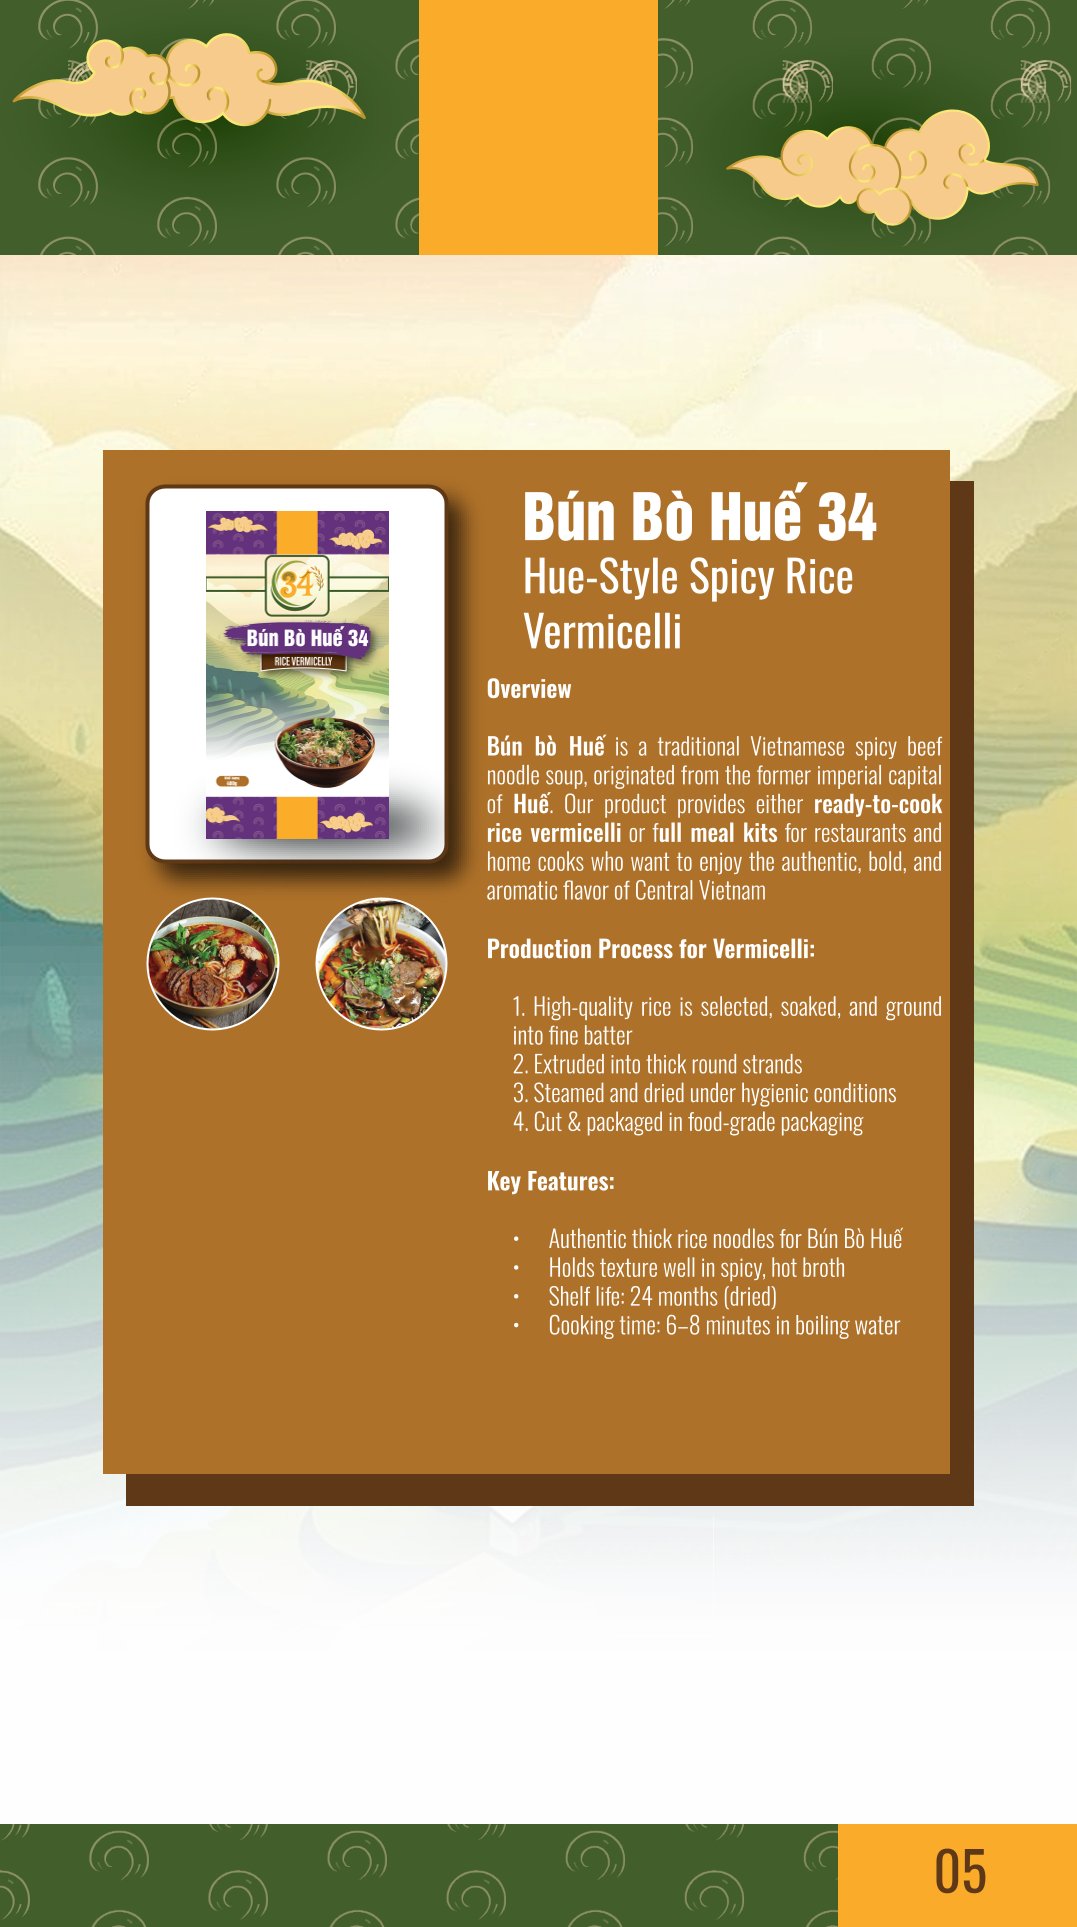 34
Bún Bò Huế 34
RICE VERMICELLY
Bún Bò Huế 34
Hue-Style Spicy Rice
Vermicelli
Overview
Bún bò Huế is a traditional Vietnamese spicy beef
noodle soup, originated from the former imperial capital
of Huế. Our product provides either ready-to-cook
rice vermicelli or full meal kits for restaurants and
home cooks who want to enjoy the authentic, bold, and
aromatic flavor of Central Vietnam
Production Process for Vermicelli:
1. High-quality rice is selected, soaked, and ground
into fine batter
2. Extruded into thick round strands
3. Steamed and dried under hygienic conditions
4. Cut & packaged in food-grade packaging
Key Features:
• Authentic thick rice noodles for Bún Bò Huế
• Holds texture well in spicy, hot broth
• Shelf life: 24 months (dried)
• Cooking time: 6–8 minutes in boiling water
05